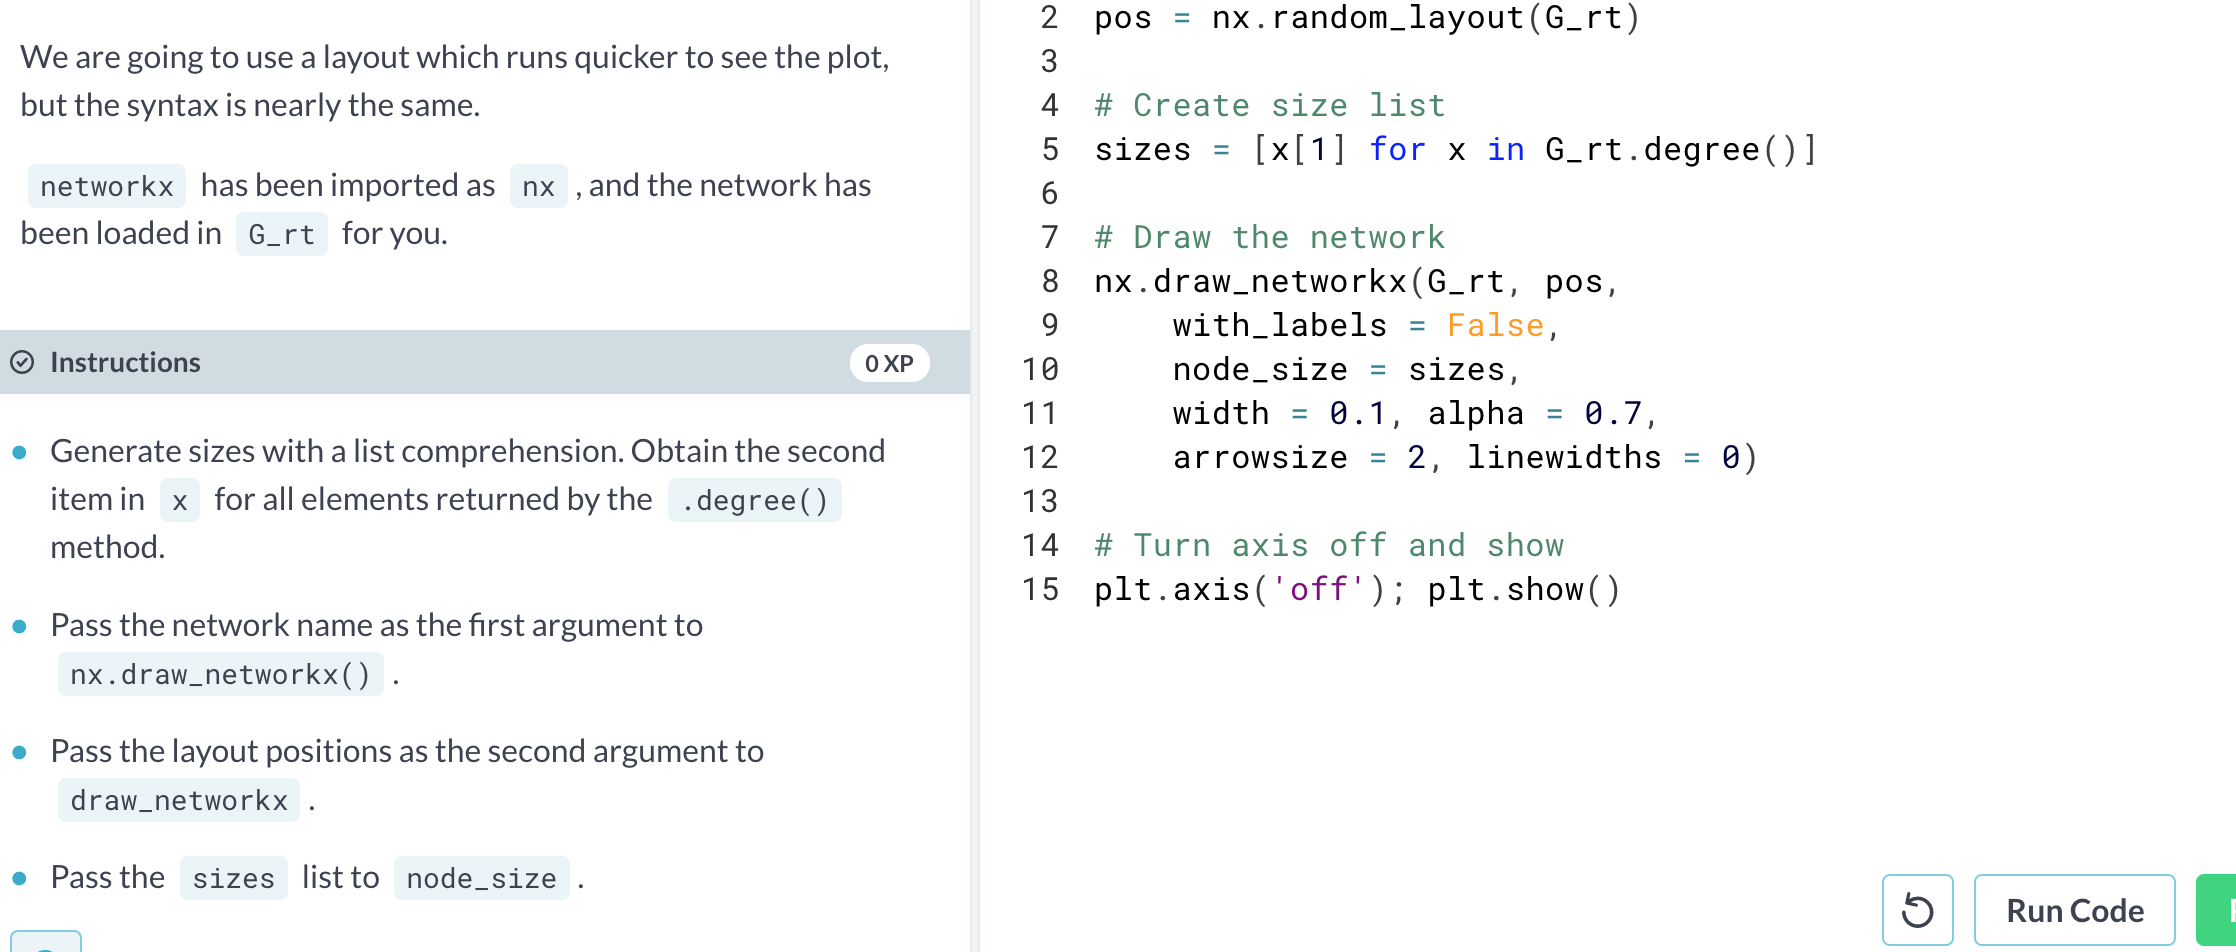 We are going to use a layout which runs quicker to see the plot,
but the syntax is nearly the same.
networkx has been imported as nx , and the network has
been loaded in G_rt for you.
Instructions
0 XP
Generate sizes with a list comprehension. Obtain the second
item in x for all elements returned by the .degree()
method.
Pass the network name as the first argument to
nx.draw_networkx() .
Pass the layout positions as the second argument to
draw_networkx .
Pass the sizes list to node_size .
2 pos = nx.random_layout(G_rt)
3
4 # Create size list
5 sizes = [x[1] for x in G_rt.degree()]
6
7 # Draw the network
8 nx.draw_networkx(G_rt, pos,
9 with_labels = False,
10 node_size = sizes,
11 width = 0.1, alpha = 0.7,
12 arrowsize = 2, linewidths = 0)
13
14 # Turn axis off and show
15 plt.axis('off'); plt.show()
Run Code